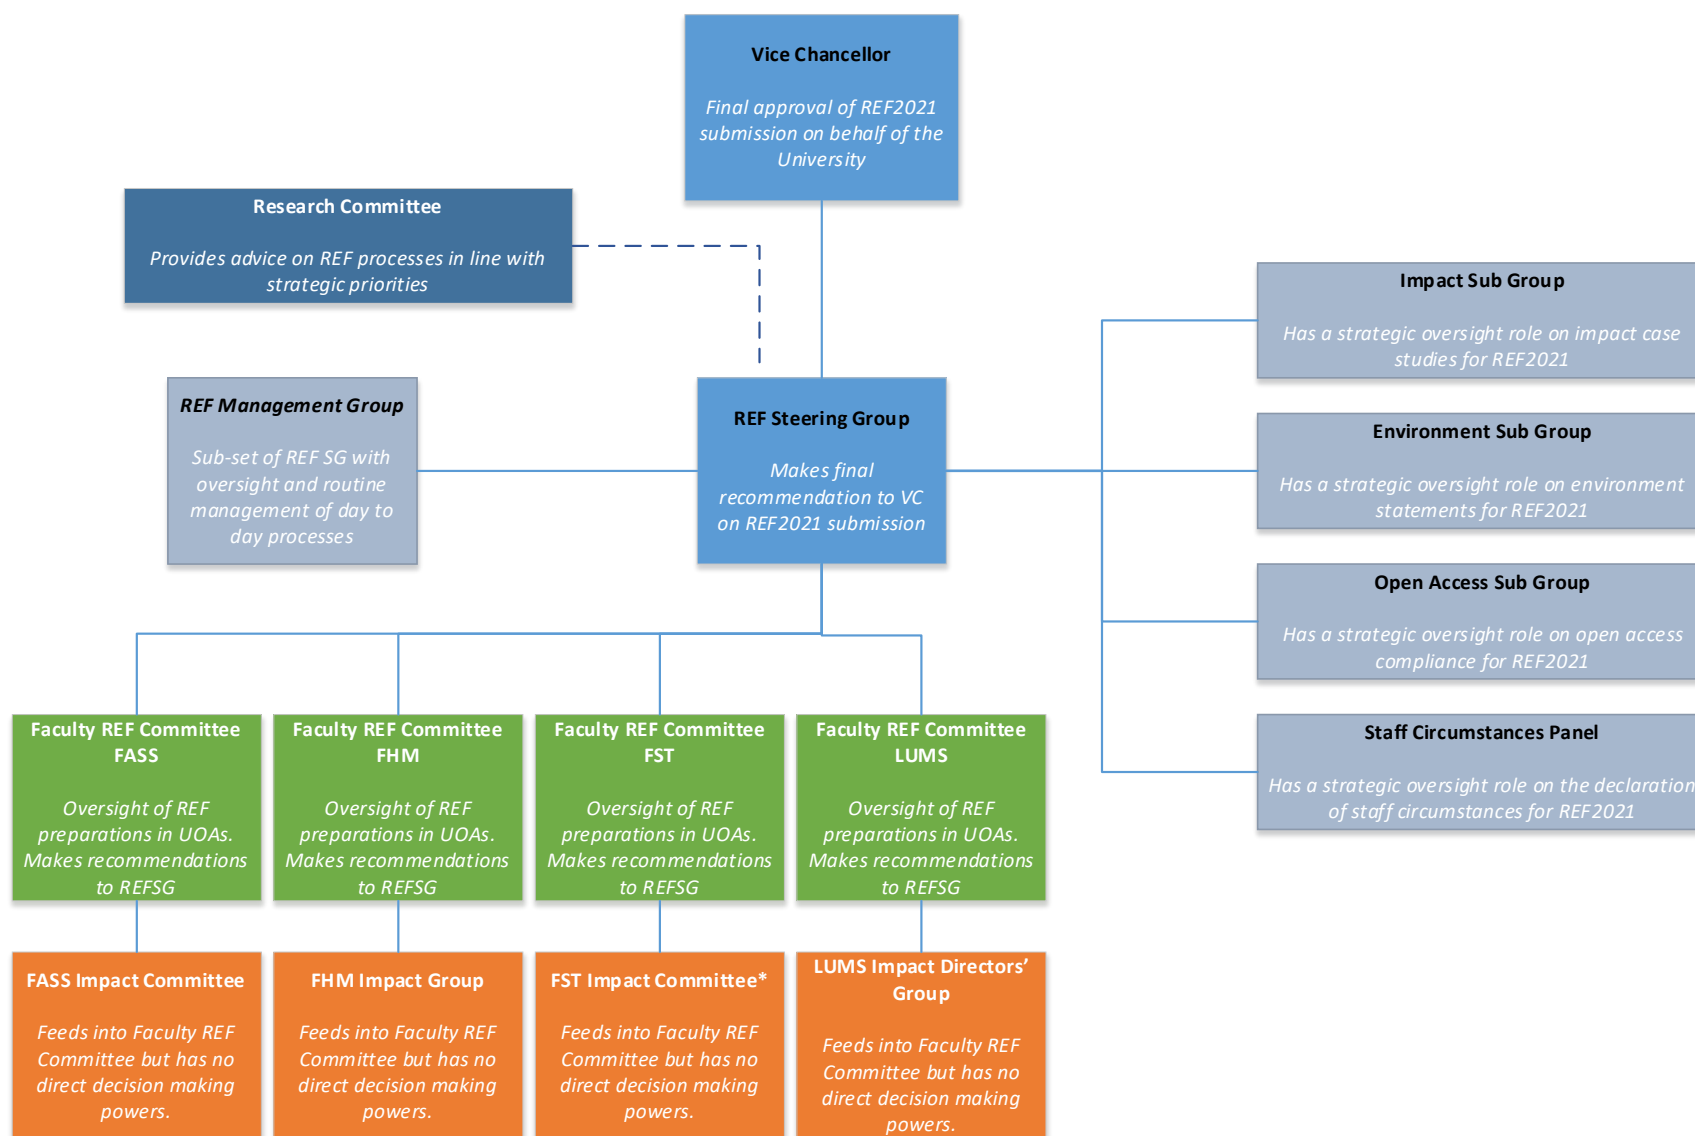 Vice Chancellor
Final approval of REF2021
submission on behalf of the
University
Research Committee
Provides advice on REF processes in line with
strategic priorities
Impact Sub Group
Has a strategic oversight role on impact case
studies for REF2021
REF Management Group
Sub-set of REF SG with
oversight and routine
management of day to
day processes
REF Steering Group
Makes final
recommendation to VC
on REF2021 submission
Environment Sub Group
Has a strategic oversight role on environment
statements for REF2021
Open Access Sub Group
Has a strategic oversight role on open access
compliance for REF2021
Staff Circumstances Panel
Has a strategic oversight role on the declaration
of staff circumstances for REF2021
Faculty REF Committee
FASS
Oversight of REF
preparations in UOAs.
Makes recommendations
to REFSG
Faculty REF Committee
FHM
Oversight of REF
preparations in UOAs.
Makes recommendations
to REFSG
Faculty REF Committee
FST
Oversight of REF
preparations in UOAs.
Makes recommendations
to REFSG
Faculty REF Committee
LUMS
Oversight of REF
preparations in UOAs.
Makes recommendations
to REFSG
FASS Impact Committee
Feeds into Faculty REF
Committee but has no
direct decision making
powers.
FHM Impact Group
Feeds into Faculty REF
Committee but has no
direct decision making
powers.
FST Impact Committee*
Feeds into Faculty REF
Committee but has no
direct decision making
powers.
LUMS Impact Directors’
Group
Feeds into Faculty REF
Committee but has no
direct decision making
powers.